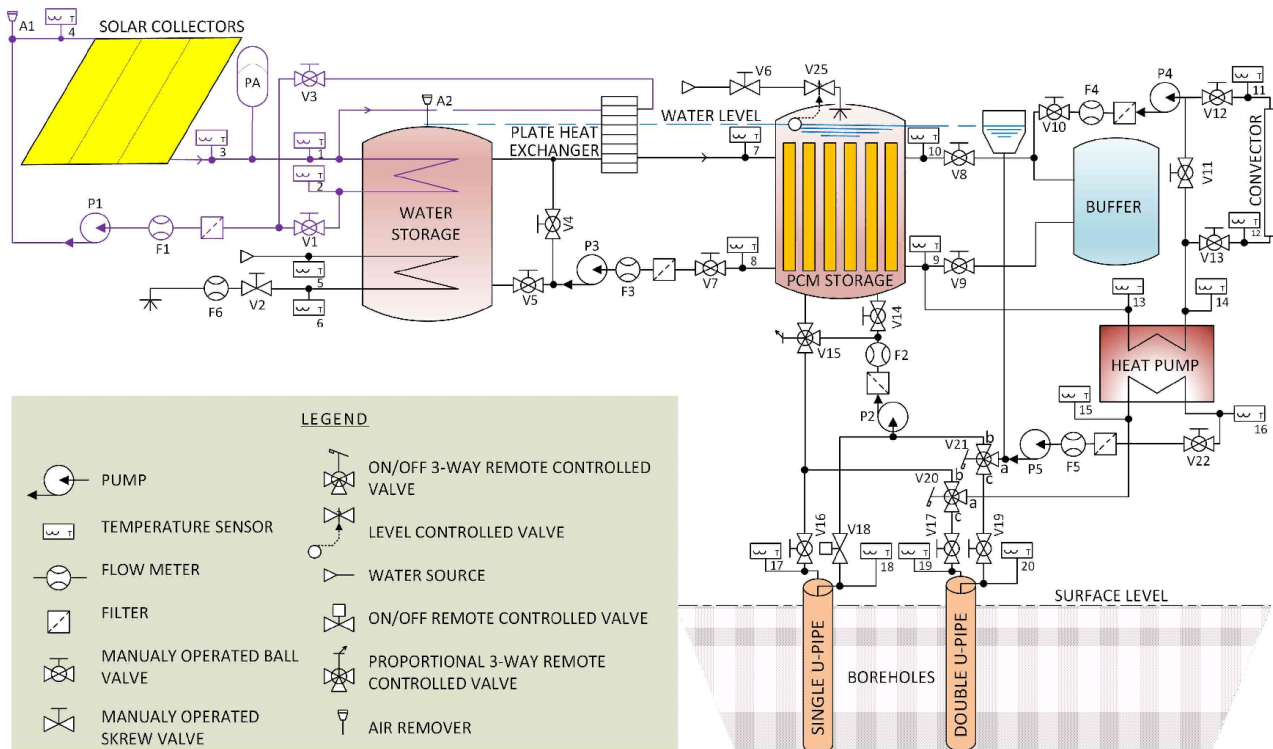 A1
4
SOLAR COLLECTORS
PA
V3
A2
3
1
2
P1
F1
V1
WATER
STORAGE
PLATE HEAT
EXCHANGER
V4
F6
V2
5
6
V5
P3
F3
V7
8
7
V6
V25
WATER LEVEL
PCM STORAGE
10
V8
9
V9
V10
F4
P4
V12
11
V11
CONVECTOR
V13
12
BUFFER
13
14
HEAT PUMP
15
16
V14
V15
F2
P2
V21
b
a
c
V20
b
a
c
P5
F5
V22
V16
V18
V17
V19
17
18
19
20
SURFACE LEVEL
SINGLE U-PIPE
BOREHOLES
DOUBLE U-PIPE
LEGEND
PUMP
TEMPERATURE SENSOR
FLOW METER
FILTER
MANUALY OPERATED BALL
VALVE
MANUALY OPERATED
SKREW VALVE
ON/OFF 3-WAY REMOTE CONTROLLED
VALVE
LEVEL CONTROLLED VALVE
WATER SOURCE
ON/OFF REMOTE CONTROLLED VALVE
PROPORTIONAL 3-WAY REMOTE
CONTROLLED VALVE
AIR REMOVER